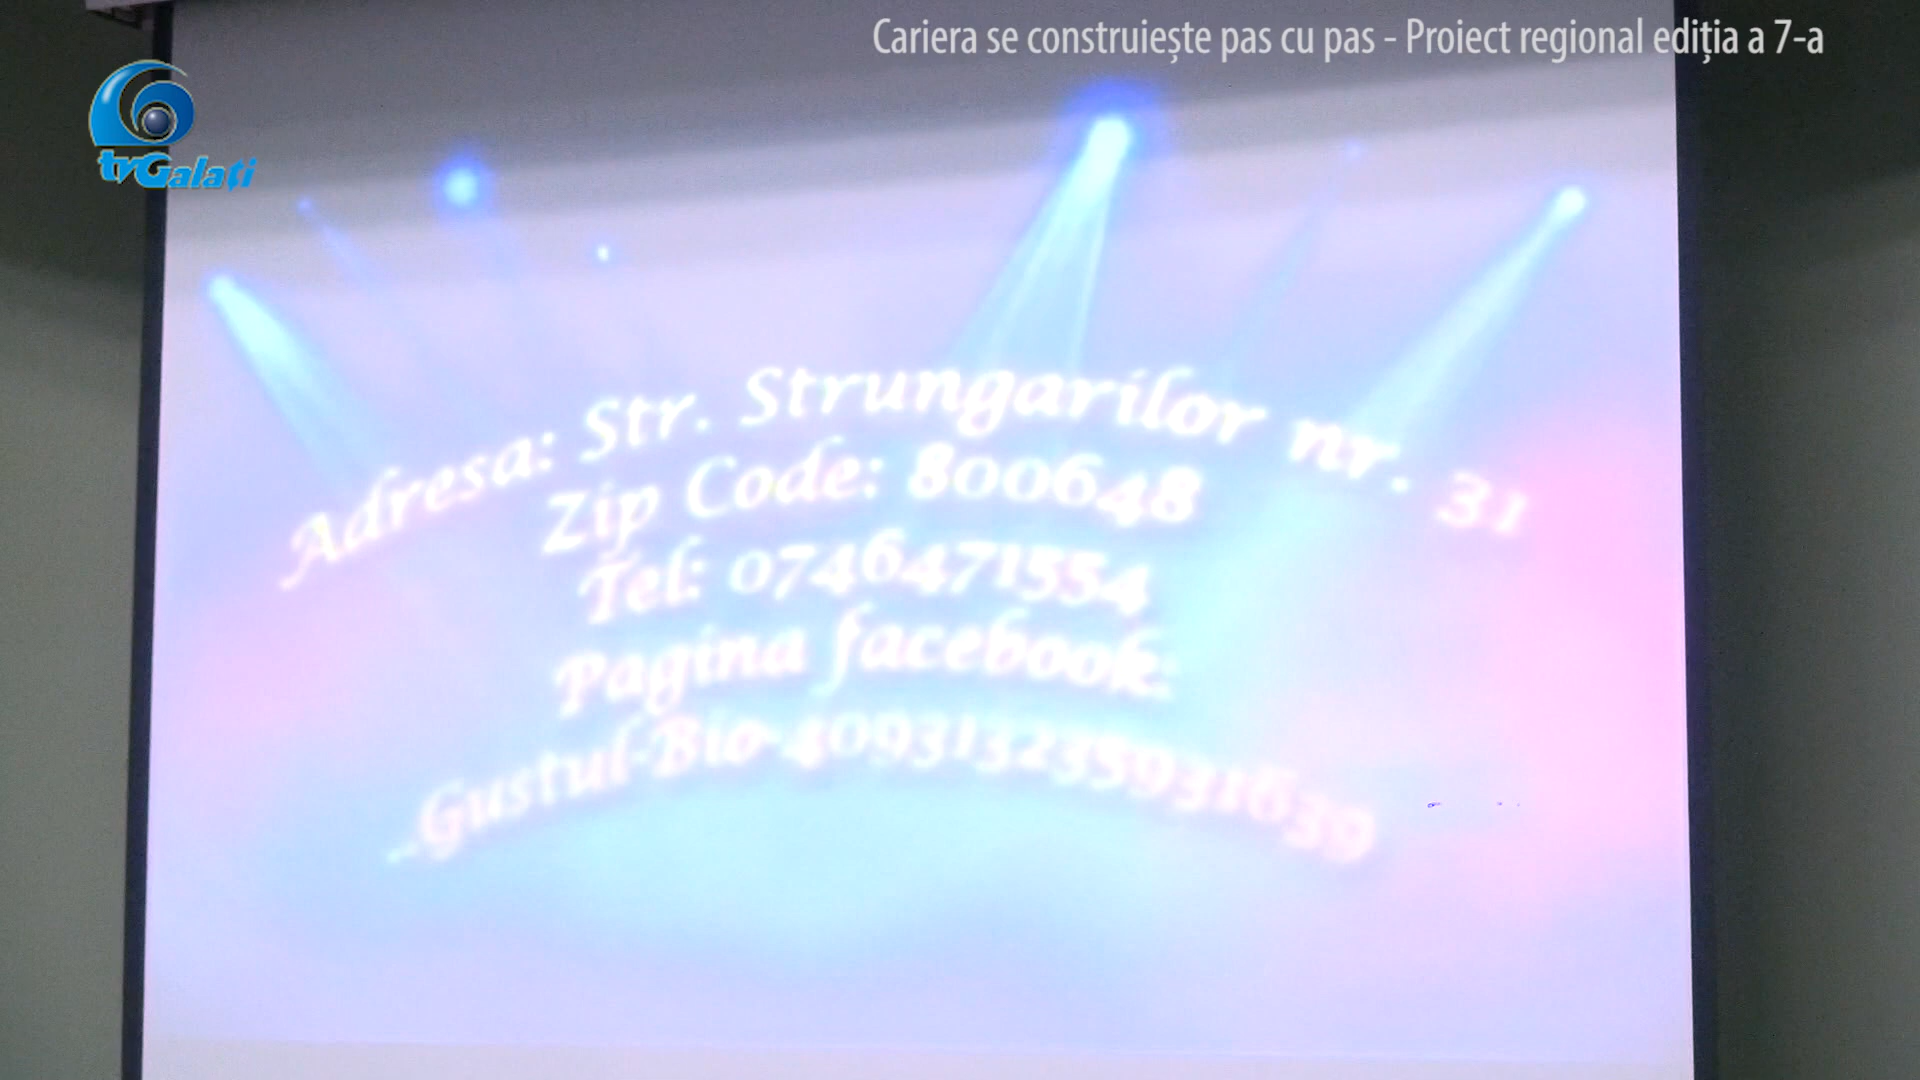 Cariera se construiește pas cu pas - Proiect regional ediția a 7-a
tvGalați
Adresa: Str. Strungarilor nr. 31
Zip Code: 800648
Tel: 0746471554
Pagina facebook:
Gustul-Bio-409313235931639